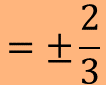 = ± 2/3